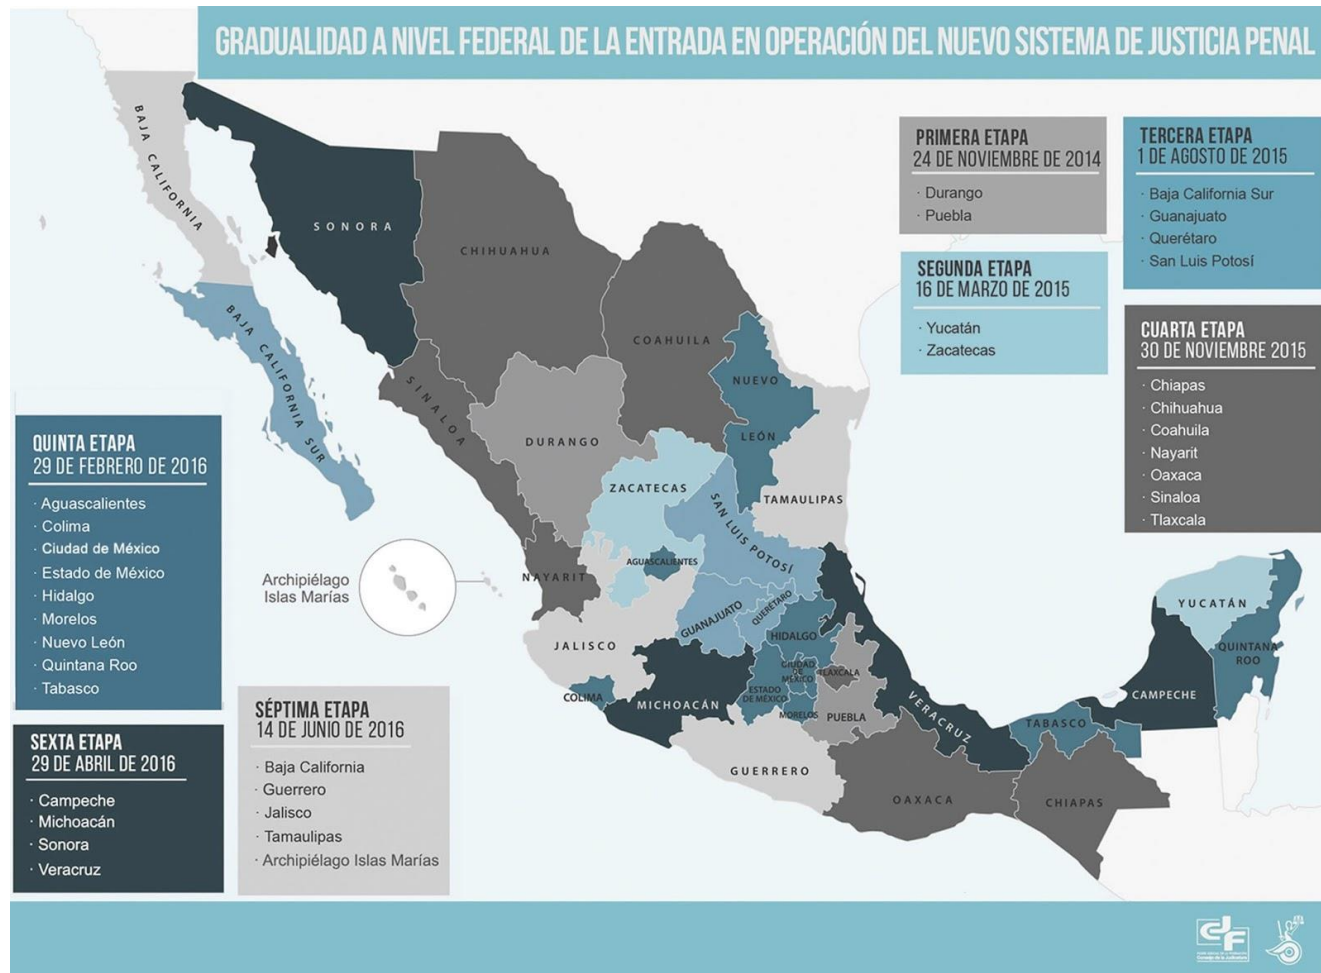 GRADUALIDAD A NIVEL FEDERAL DE LA ENTRADA EN OPERACIÓN DEL NUEVO SISTEMA DE JUSTICIA PENAL
PRIMERA ETAPA
24 DE NOVIEMBRE DE 2014
· Durango
· Puebla
SEGUNDA ETAPA
16 DE MARZO DE 2015
· Yucatán
· Zacatecas
TERCERA ETAPA
1 DE AGOSTO DE 2015
· Baja California Sur
· Guanajuato
· Querétaro
· San Luis Potosí
CUARTA ETAPA
30 DE NOVIEMBRE 2015
· Chiapas
· Chihuahua
· Coahuila
· Nayarit
· Oaxaca
· Sinaloa
· Tlaxcala
QUINTA ETAPA
29 DE FEBRERO DE 2016
· Aguascalientes
· Colima
· Ciudad de México
· Estado de México
· Hidalgo
· Morelos
· Nuevo León
· Quintana Roo
· Tabasco
SEXTA ETAPA
29 DE ABRIL DE 2016
· Campeche
· Michoacán
· Sonora
· Veracruz
SÉPTIMA ETAPA
14 DE JUNIO DE 2016
· Baja California
· Guerrero
· Jalisco
· Tamaulipas
· Archipiélago Islas Marías
BAJA CALIFORNIA
SONORA
CHIHUAHUA
COAHUILA
BAJA CALIFORNIA SUR
SINALOA
NUEVO
LEÓN
DURANGO
ZACATECAS
TAMAULIPAS
SAN LUIS POTOSÍ
AGUASCALIENTES
NAYARIT
Archipiélago
Islas Marías
GUANAJUATO
QUERÉTARO
HIDALGO
JALISCO
CIUDAD
DE
MÉXICO
TLAXCALA
COLIMA
MICHOACÁN
ESTADO
DE MÉXICO
MORELOS
PUEBLA
VERACRUZ
GUERRERO
OAXACA
CHIAPAS
TABASCO
CAMPECHE
YUCATÁN
QUINTANA
ROO
CJF
Consejo de la Judicatura